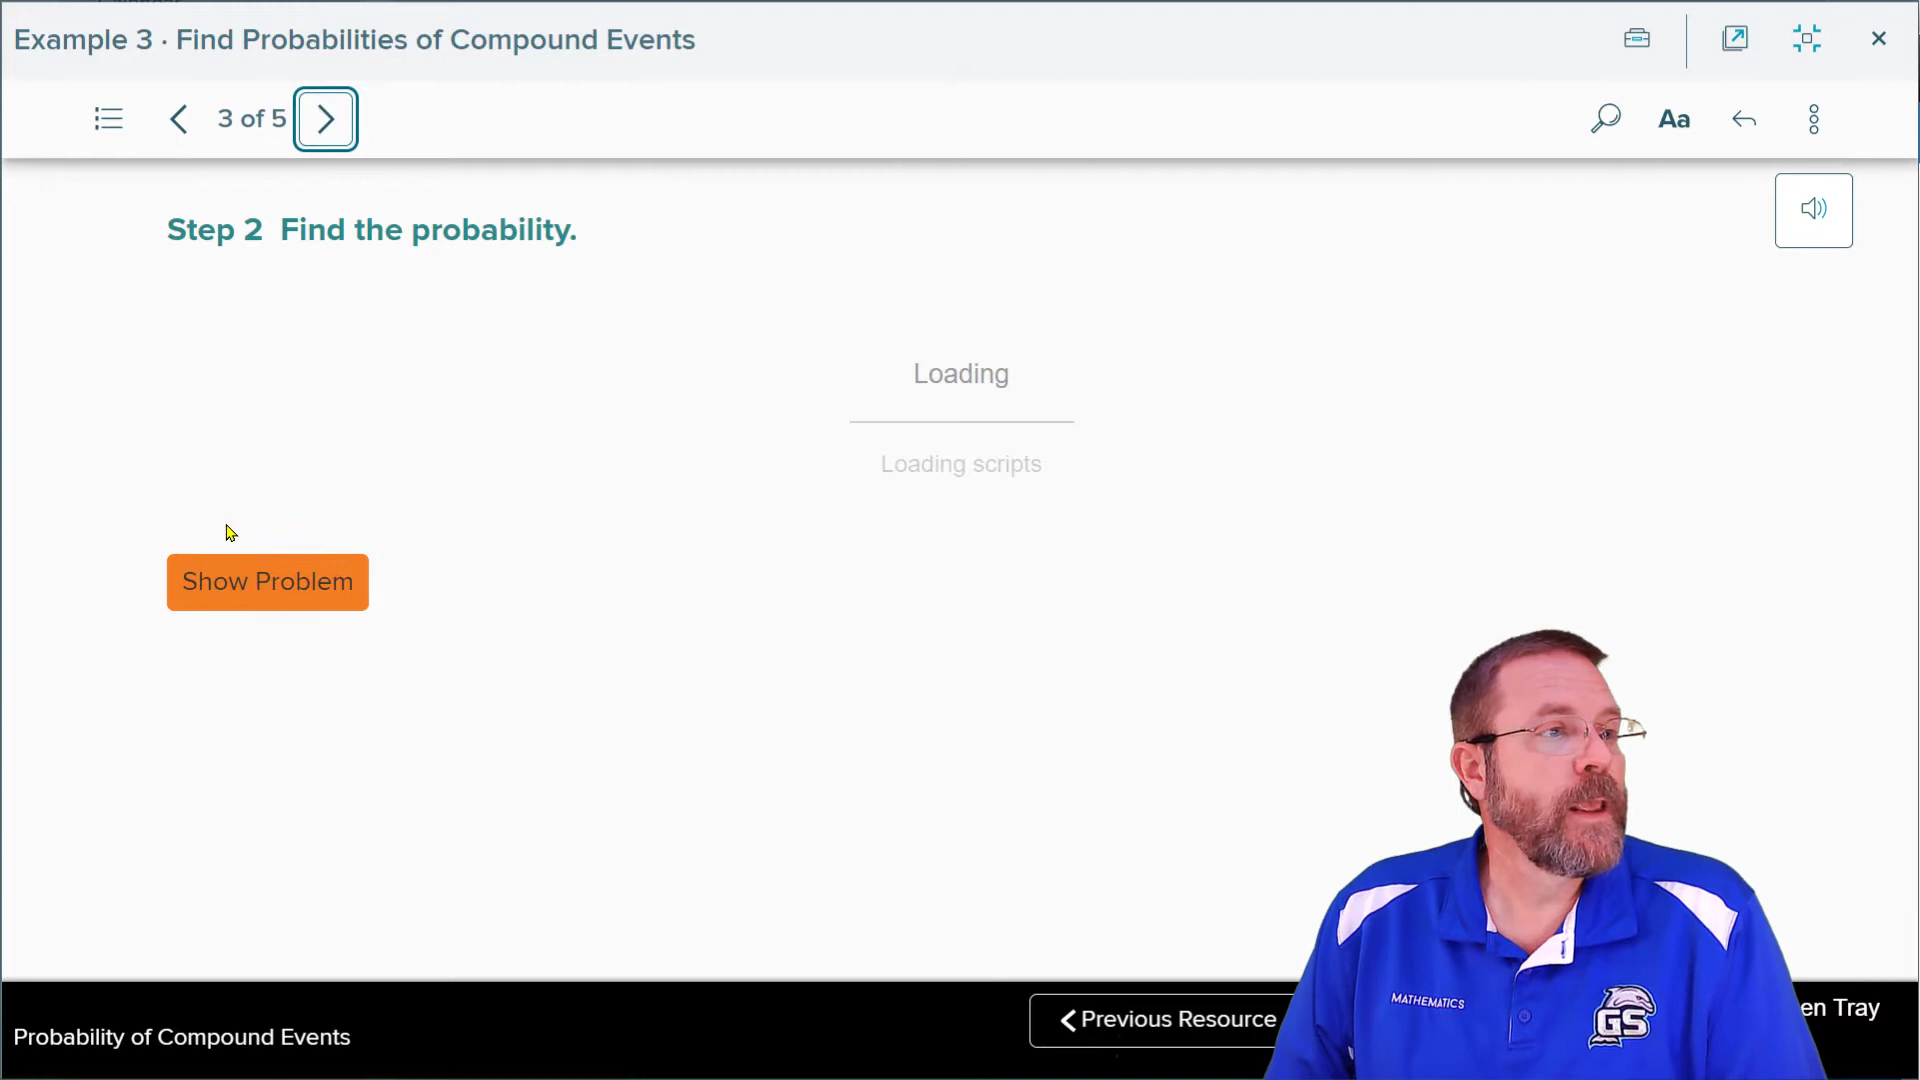 Example 3 · Find Probabilities of Compound Events
3 of 5
Aa
Step 2 Find the probability.
Loading
Loading scripts
Show Problem
MATHEMATICS
GS
Probability of Compound Events
Previous Resource
en Tray